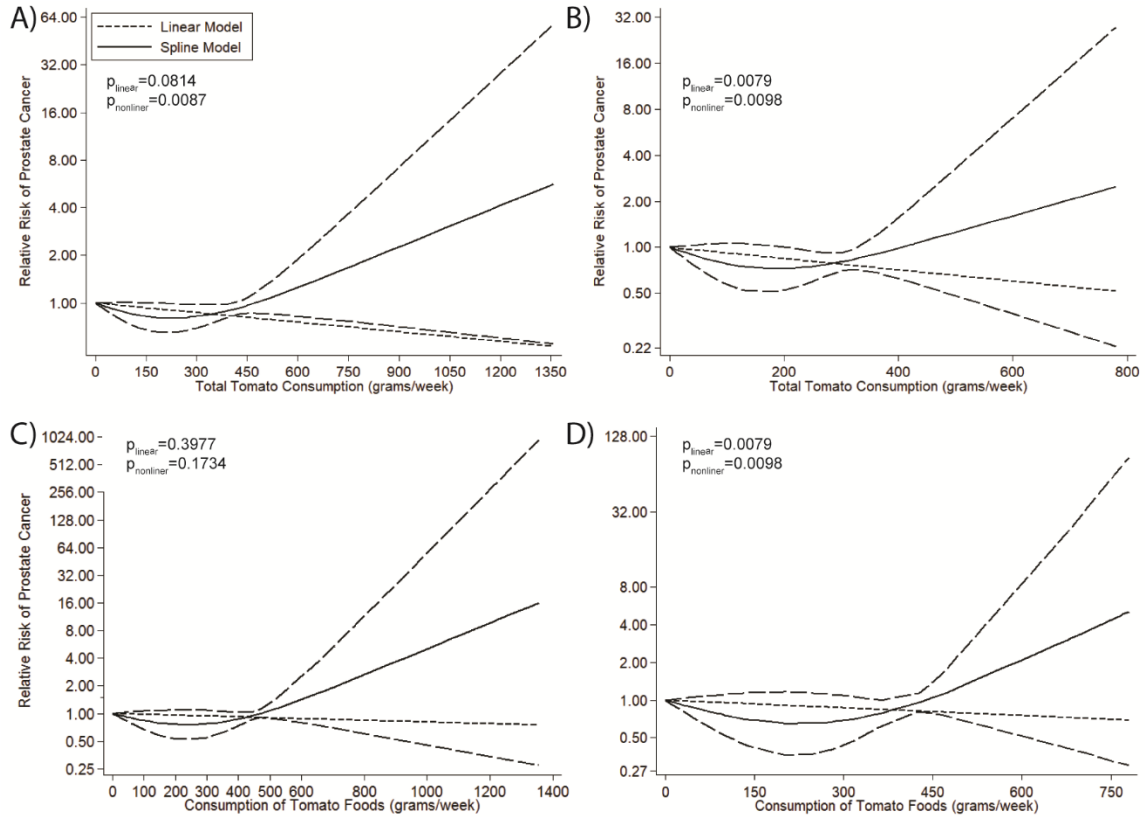 A)
64.00
32.00
16.00
8.00
4.00
2.00
1.00
Relative Risk of Prostate Cancer
Linear Model
Spline Model
plinear=0.0814
pnonliner=0.0087
0 150 300 450 600 750 900 1050 1200 1350
Total Tomato Consumption (grams/week)
B)
32.00
16.00
8.00
4.00
2.00
1.00
0.50
0.22
Relative Risk of Prostate Cancer
plinear=0.0079
pnonliner=0.0098
0 200 400 600 800
Total Tomato Consumption (grams/week)
C)
1024.00
512.00
256.00
128.00
64.00
32.00
16.00
8.00
4.00
2.00
1.00
0.50
0.25
Relative Risk of Prostate Cancer
plinear=0.3977
pnonliner=0.1734
0 100 200 300 400 500 600 800 1000 1200 1400
Consumption of Tomato Foods (grams/week)
D)
128.00
32.00
8.00
2.00
1.00
0.50
0.27
Relative Risk of Prostate Cancer
plinear=0.0079
pnonliner=0.0098
0 150 300 450 600 750
Consumption of Tomato Foods (grams/week)